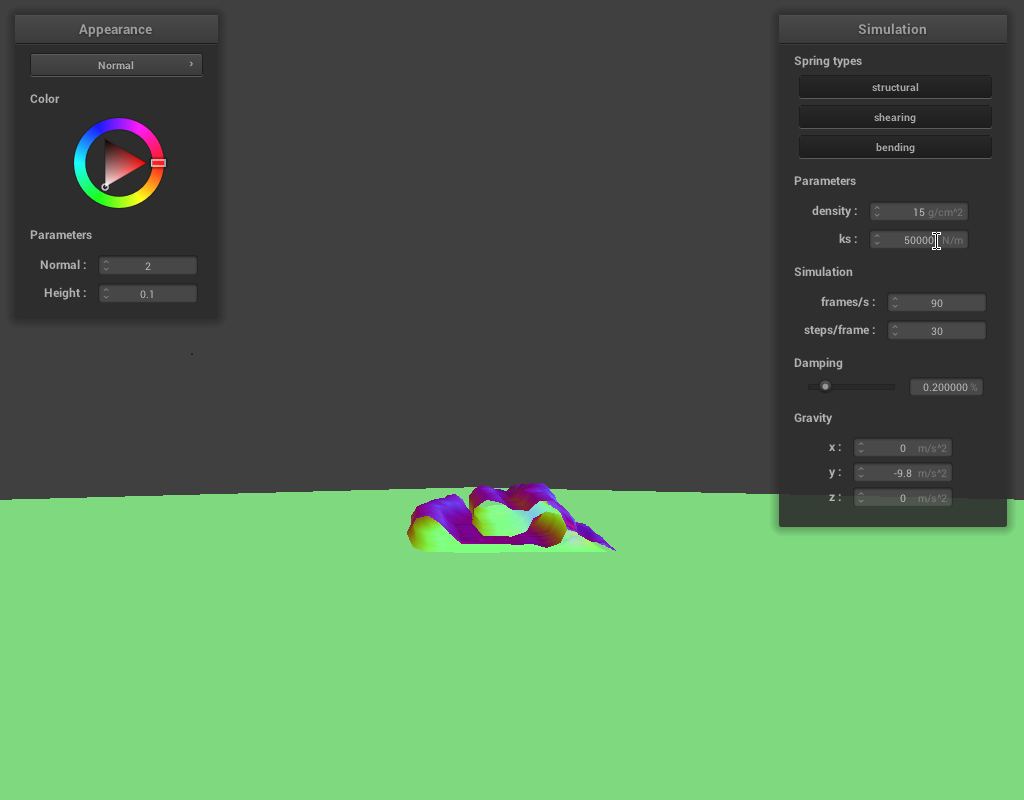 Appearance
Normal
Color
Parameters
Normal : 2
Height : 0.1
Simulation
Spring types
structural
shearing
bending
Parameters
density : 15 g/cm^2
ks : 50000 N/m
Simulation
frames/s : 90
steps/frame : 30
Damping
0.200000 %
Gravity
x : 0 m/s^2
y : -9.8 m/s^2
z : 0 m/s^2